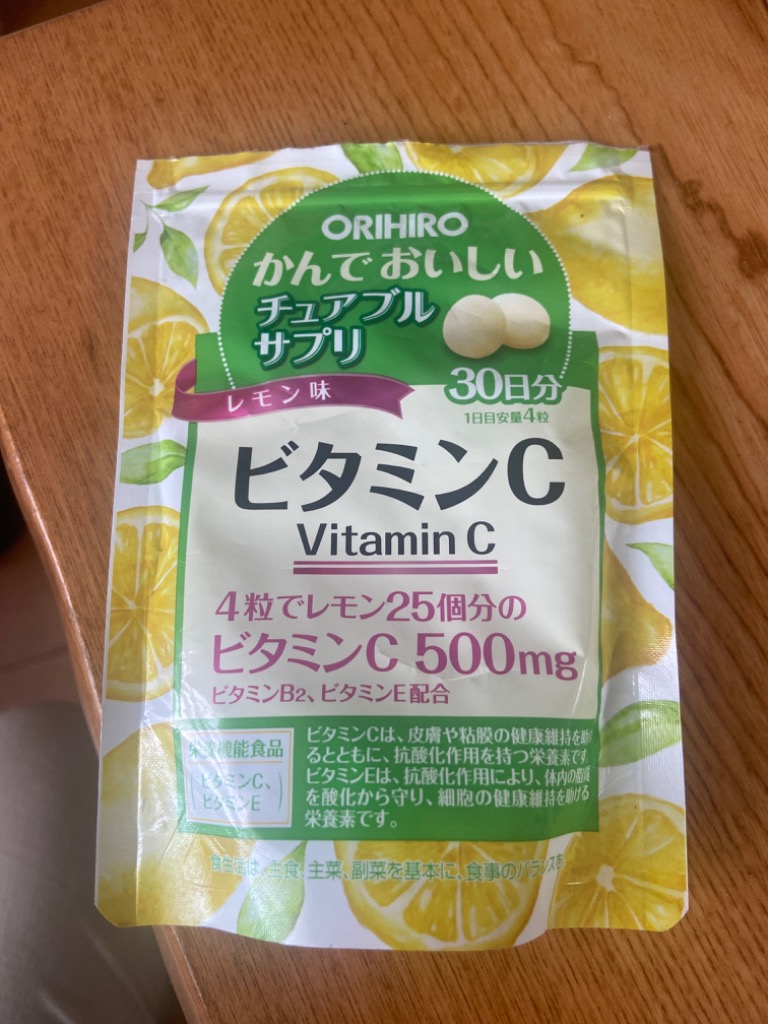 ORIHIRO
かんで おいしい
チュアブル
サプリ
レモン味
30日分
1日目安量4粒
ビタミンC
Vitamin C
4粒でレモン25個分の
ビタミンC 500mg
ビタミンB2、ビタミンE配合
栄養機能食品
(ビタミンC、
ビタミンE)
ビタミンCは、皮膚や粘膜の健康維持を助け
るとともに、抗酸化作用を持つ栄養素です。
ビタミンEは、抗酸化作用により、体内の脂質
を酸化から守り、細胞の健康維持を助ける
栄養素です。
食生活は、主食、主菜、副菜を基本に、食事のバランスを